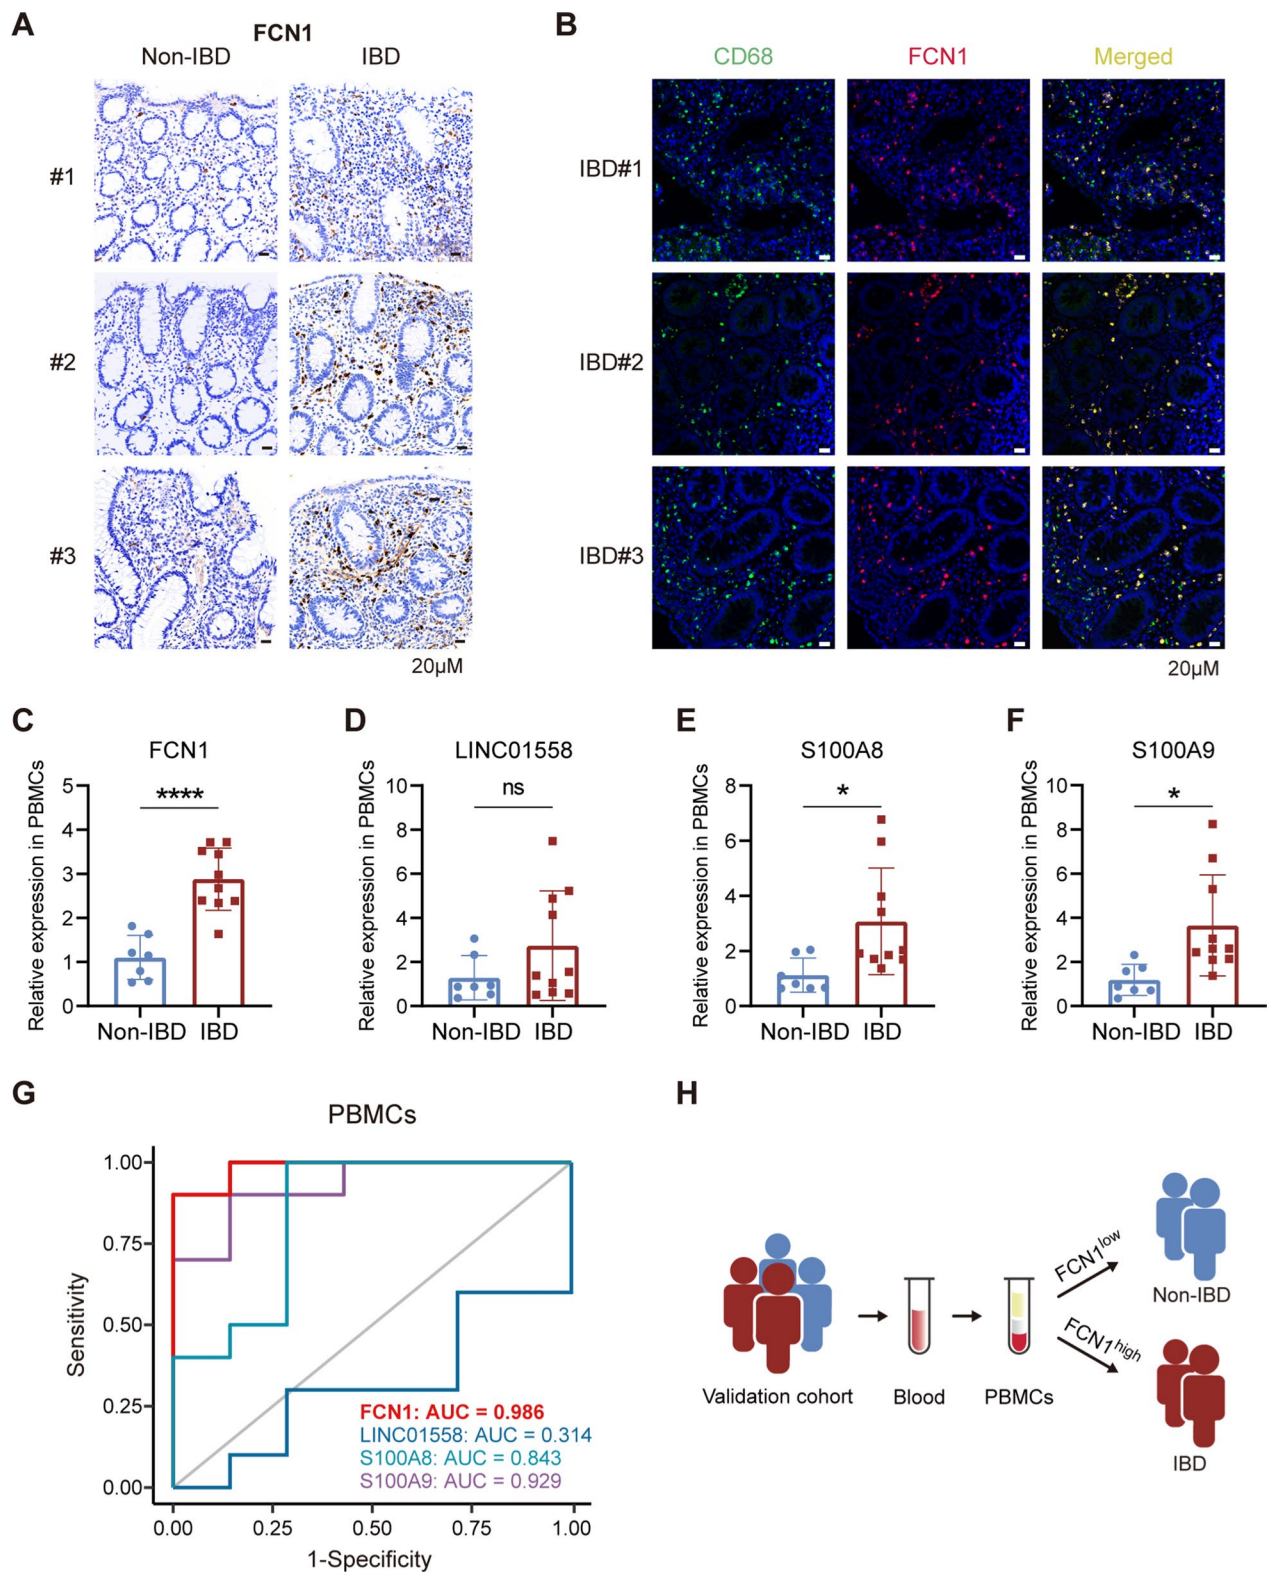 A
FCN1
Non-IBD
IBD
#1
#2
#3
20µM
B
CD68
FCN1
Merged
IBD#1
IBD#2
IBD#3
20µM
C
FCN1
Relative expression in PBMCs
5
4
3
2
1
0
****
Non-IBD
IBD
D
LINC01558
Relative expression in PBMCs
10
8
6
4
2
0
ns
Non-IBD
IBD
E
S100A8
Relative expression in PBMCs
8
6
4
2
0
*
Non-IBD
IBD
F
S100A9
Relative expression in PBMCs
10
8
6
4
2
0
*
Non-IBD
IBD
G
PBMCs
Sensitivity
1.00
0.75
0.50
0.25
0.00
FCN1: AUC = 0.986
LINC01558: AUC = 0.314
S100A8: AUC = 0.843
S100A9: AUC = 0.929
0.00
0.25
0.50
0.75
1.00
1-Specificity
H
Validation cohort
Blood
PBMCs
FCN1low
Non-IBD
FCN1high
IBD